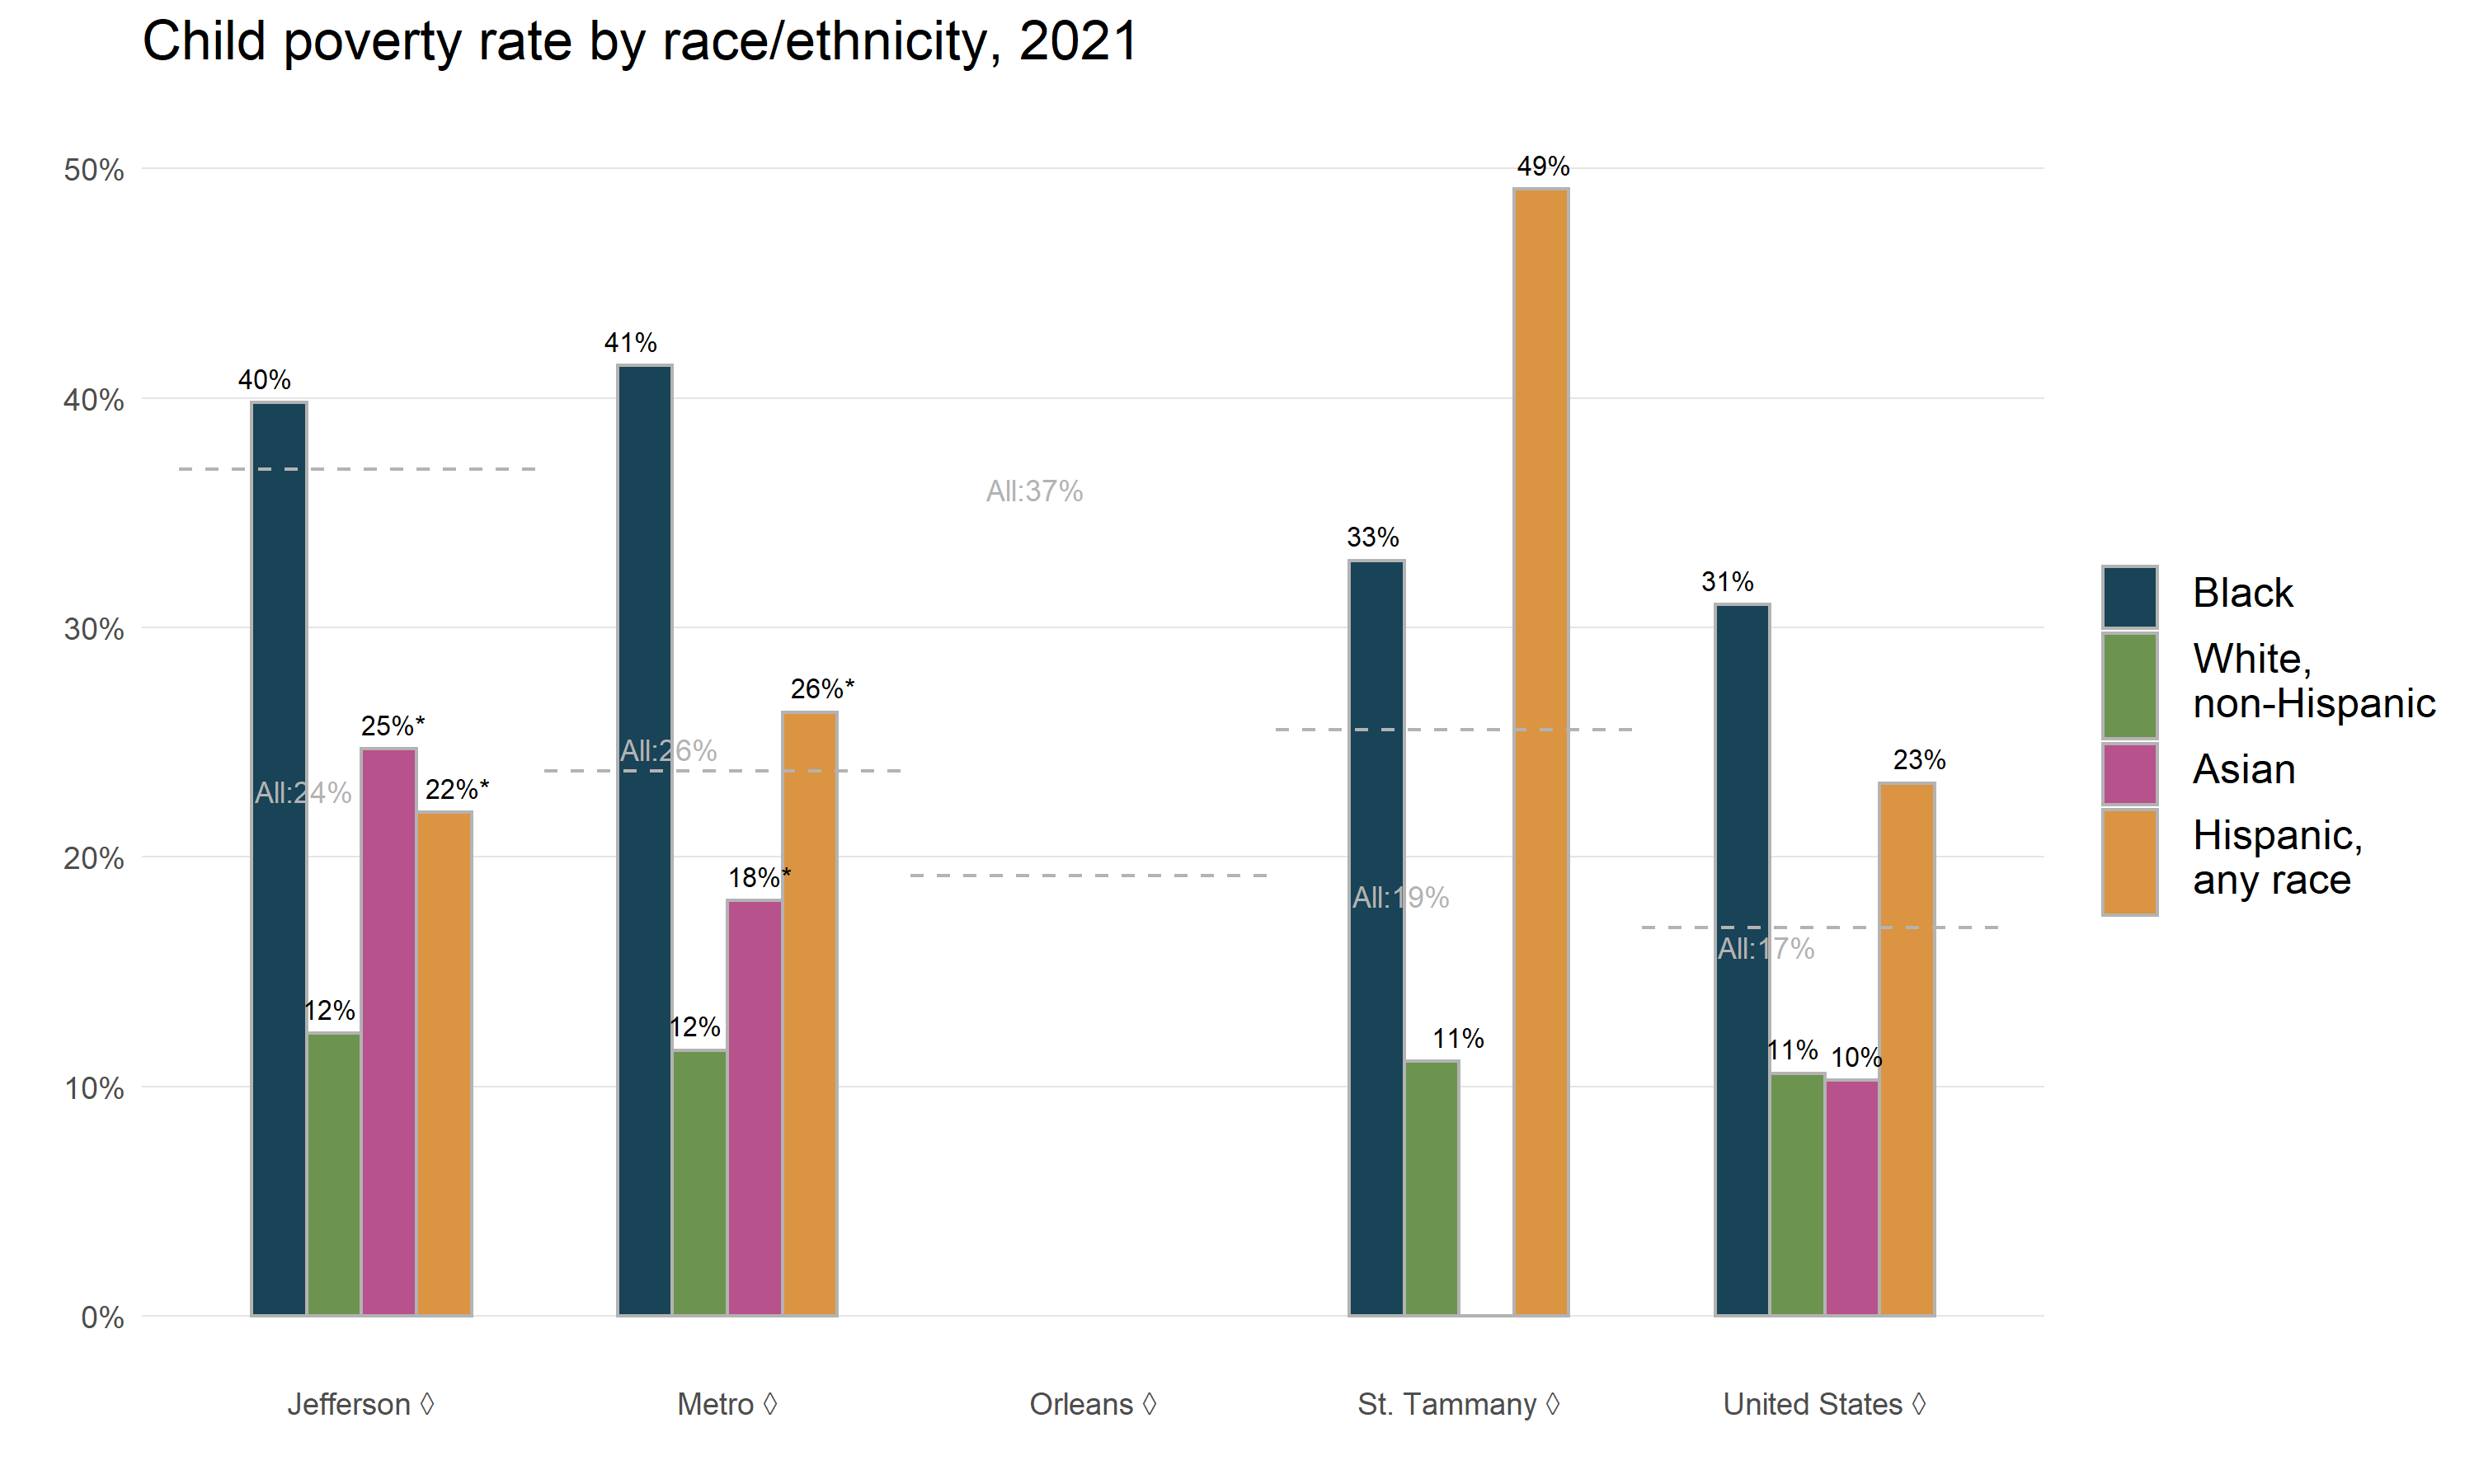 Child poverty rate by race/ethnicity, 2021
50%
40%
30%
20%
10%
0%
40%
12%
25%*
22%*
All:24%
41%
12%
18%*
26%*
All:26%
All:37%
33%
11%
49%
All:19%
31%
11%
10%
23%
All:17%
Jefferson ◊
Metro ◊
Orleans ◊
St. Tammany ◊
United States ◊
Black
White,
non-Hispanic
Asian
Hispanic,
any race